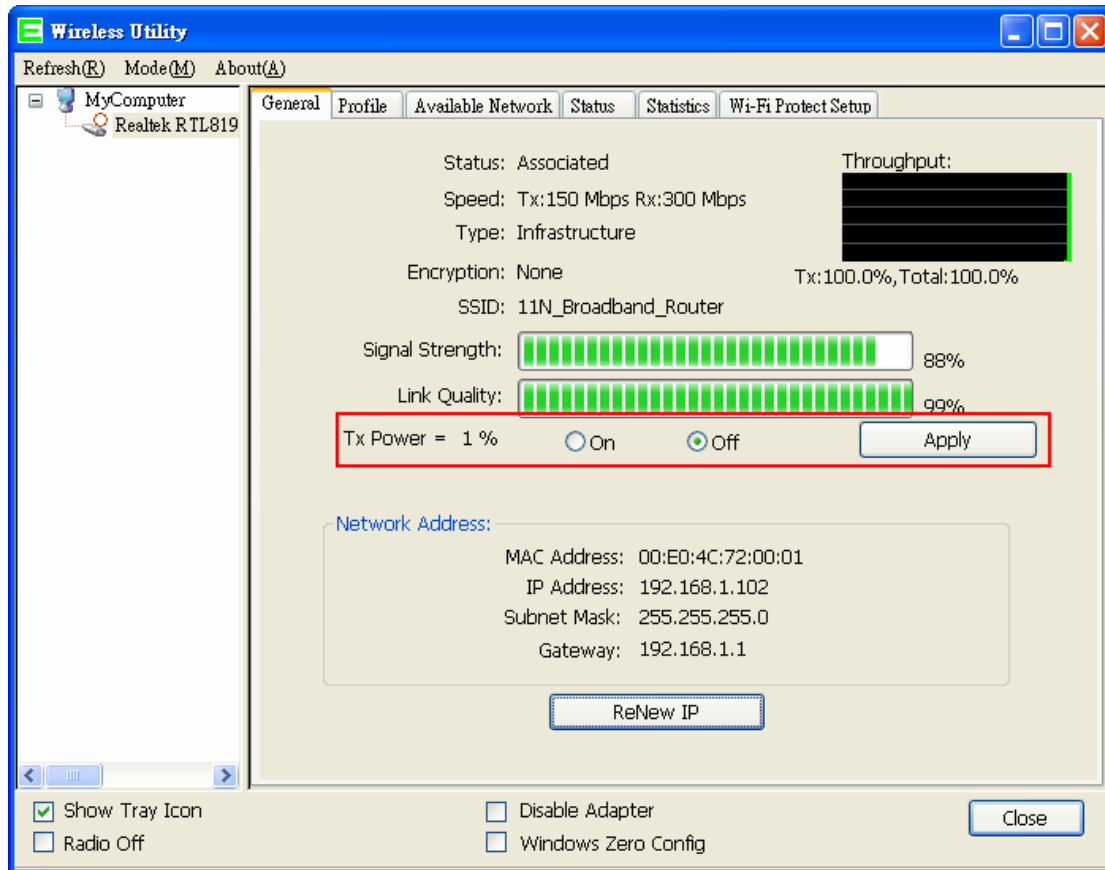 Wireless Utility
Refresh(R) Mode(M) About(A)
MyComputer
Realtek RTL819
General Profile Available Network Status Statistics Wi-Fi Protect Setup
Status: Associated
Throughput:
Speed: Tx:150 Mbps Rx:300 Mbps
Type: Infrastructure
Encryption: None
Tx:100.0%,Total:100.0%
SSID: 11N_Broadband_Router
Signal Strength: 88%
Link Quality: 99%
Tx Power = 1 % On Off Apply
Network Address:
MAC Address: 00:E0:4C:72:00:01
IP Address: 192.168.1.102
Subnet Mask: 255.255.255.0
Gateway: 192.168.1.1
ReNew IP
Show Tray Icon Disable Adapter Close
Radio Off Windows Zero Config